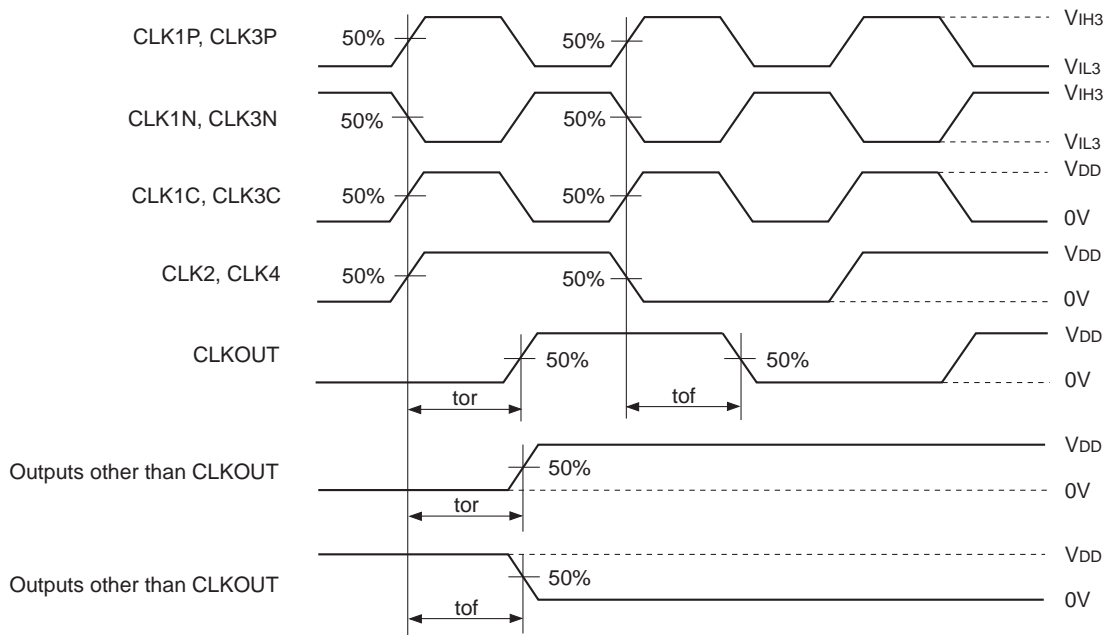 CLK1P, CLK3P 50% 50% VIH3
VIL3
CLK1N, CLK3N 50% 50% VIH3
VIL3
CLK1C, CLK3C 50% 50% VDD
0V
CLK2, CLK4 50% 50% VDD
0V
CLKOUT 50% 50% VDD
0V
tor tof
Outputs other than CLKOUT 50% VDD
0V
tor
Outputs other than CLKOUT 50% VDD
0V
tof